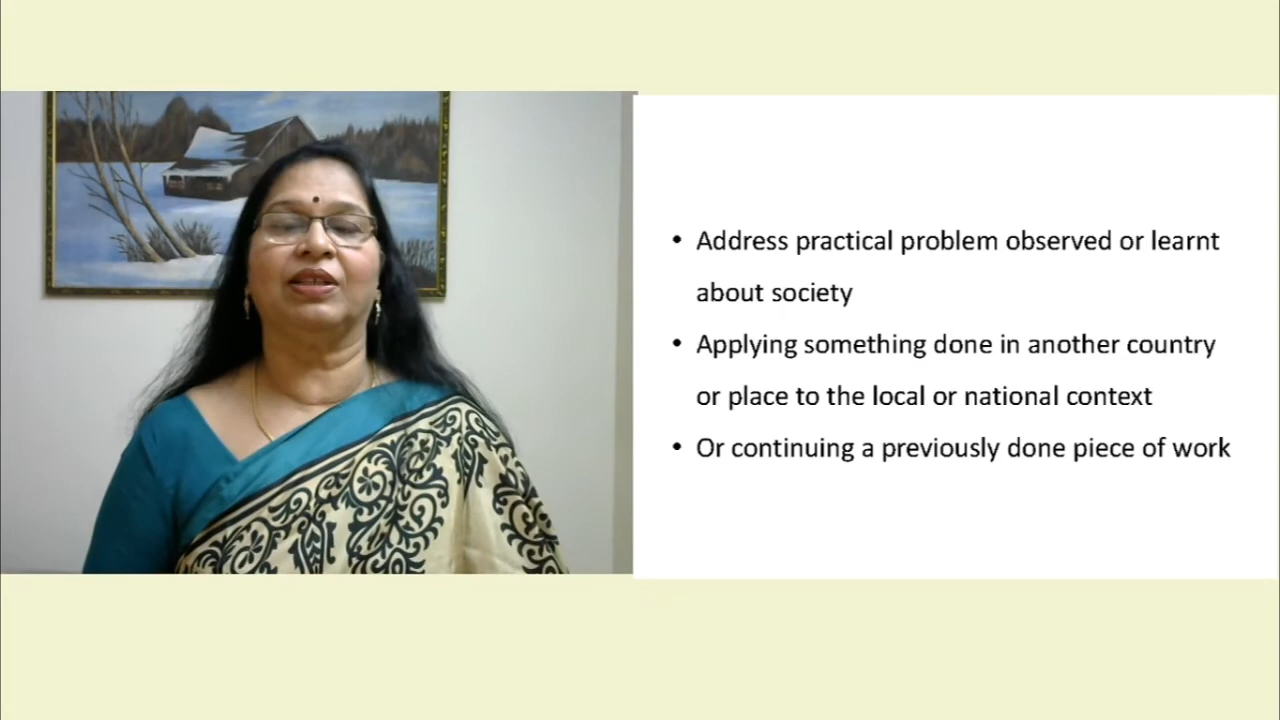 • Address practical problem observed or learnt
about society
• Applying something done in another country
or place to the local or national context
• Or continuing a previously done piece of work